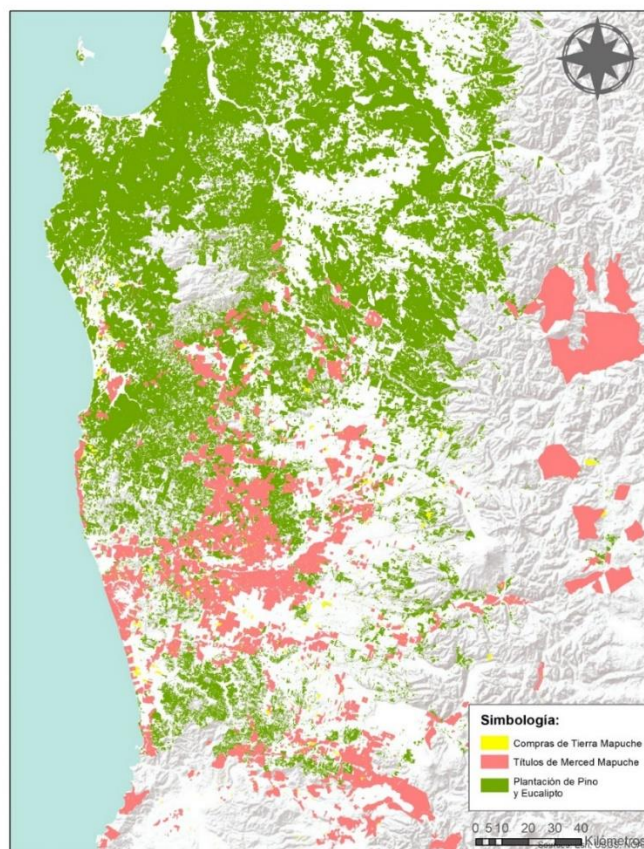 Simbología:
Compras de Tierra Mapuche
Títulos de Merced Mapuche
Plantación de Pino
y Eucalipto
0 5 10 20 30 40
Kilómetro